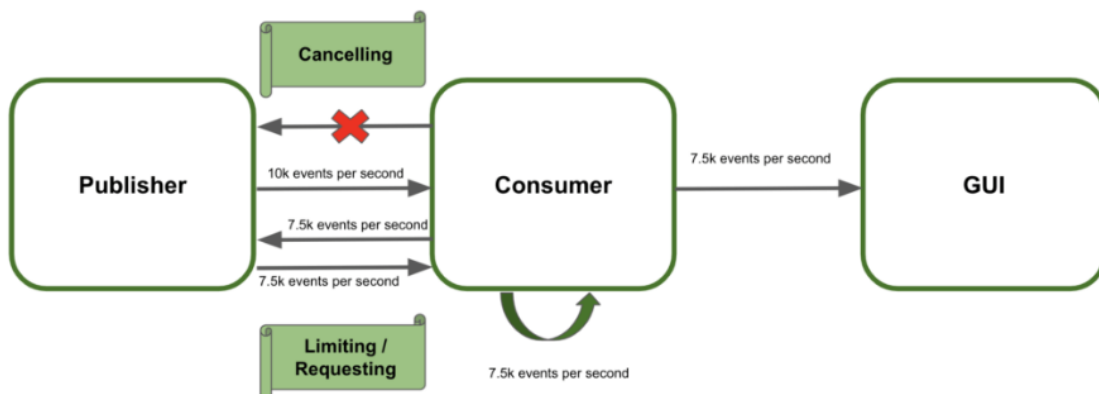 Cancelling
Publisher
10k events per second
7.5k events per second
7.5k events per second
Limiting /
Requesting
Consumer
7.5k events per second
7.5k events per second
GUI